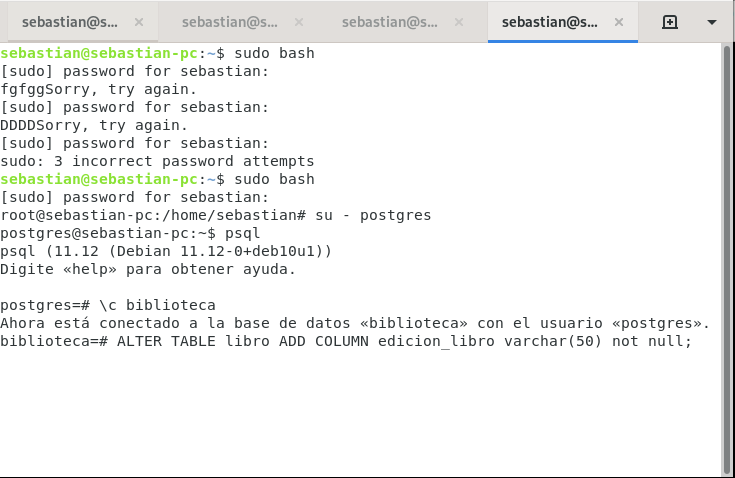 sebastian@s... × sebastian@s... × sebastian@s... × sebastian@s... ×
sebastian@sebastian-pc:~$ sudo bash
[sudo] password for sebastian:
fgfggSorry, try again.
[sudo] password for sebastian:
DDDDSorry, try again.
[sudo] password for sebastian:
sudo: 3 incorrect password attempts
sebastian@sebastian-pc:~$ sudo bash
[sudo] password for sebastian:
root@sebastian-pc:/home/sebastian# su - postgres
postgres@sebastian-pc:~$ psql
psql (11.12 (Debian 11.12-0+deb10u1))
Digite «help» para obtener ayuda.

postgres=# \c biblioteca
Ahora está conectado a la base de datos «biblioteca» con el usuario «postgres».
biblioteca=# ALTER TABLE libro ADD COLUMN edicion_libro varchar(50) not null;